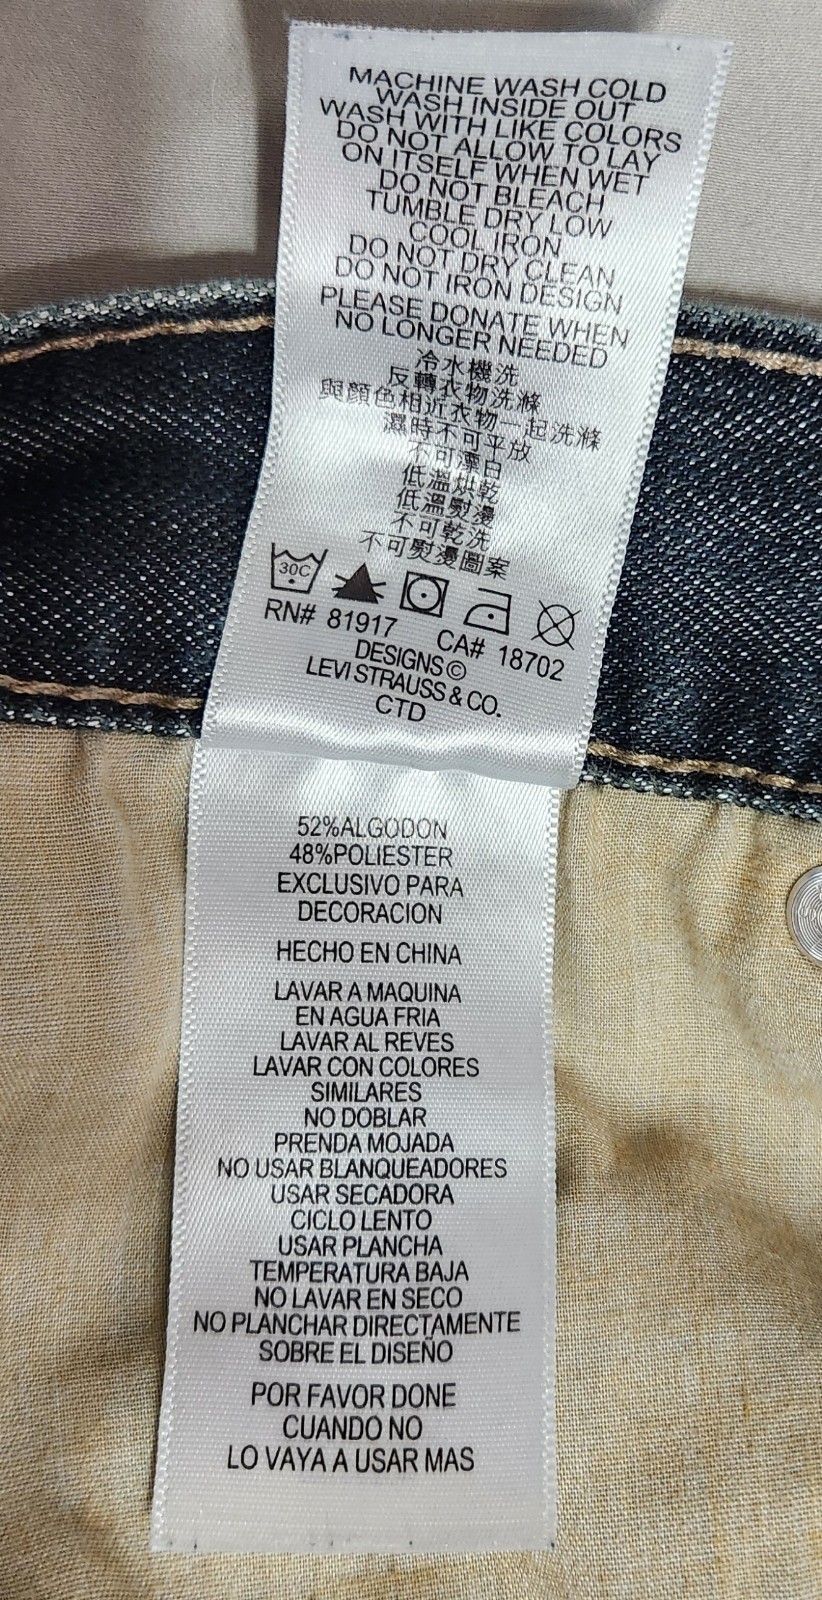 MACHINE WASH COLD
WASH INSIDE OUT
WASH WITH LIKE COLORS
DO NOT ALLOW TO LAY
ON ITSELF WHEN WET
DO NOT BLEACH
TUMBLE DRY LOW
COOL IRON
DO NOT DRY CLEAN
DO NOT IRON DESIGN
PLEASE DONATE WHEN
NO LONGER NEEDED
冷水機洗
反轉衣物洗滌
與顏色相近衣物一起洗滌
濕時不可平放
不可漂白
低溫烘乾
低溫熨燙
不可乾洗
不可熨燙圖案
30C
RN# 81917 CA# 18702
DESIGNS©
LEVI STRAUSS & CO.
CTD
52%ALGODON
48%POLIESTER
EXCLUSIVO PARA
DECORACION
HECHO EN CHINA
LAVAR A MAQUINA
EN AGUA FRIA
LAVAR AL REVES
LAVAR CON COLORES
SIMILARES
NO DOBLAR
PRENDA MOJADA
NO USAR BLANQUEADORES
USAR SECADORA
CICLO LENTO
USAR PLANCHA
TEMPERATURA BAJA
NO LAVAR EN SECO
NO PLANCHAR DIRECTAMENTE
SOBRE EL DISEÑO
POR FAVOR DONE
CUANDO NO
LO VAYA A USAR MAS